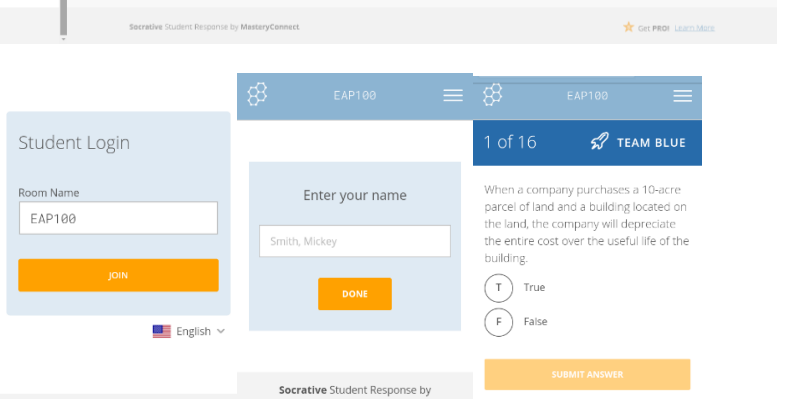 Socrative Student Response by MasteryConnect
Get PRO! Learn More
Student Login
Room Name
EAP100
JOIN
English
EAP100
Enter your name
Smith, Mickey
DONE
Socrative Student Response by
EAP100
1 of 16 TEAM BLUE
When a company purchases a 10-acre
parcel of land and a building located on
the land, the company will depreciate
the entire cost over the useful life of the
building.
T True
F False
SUBMIT ANSWER